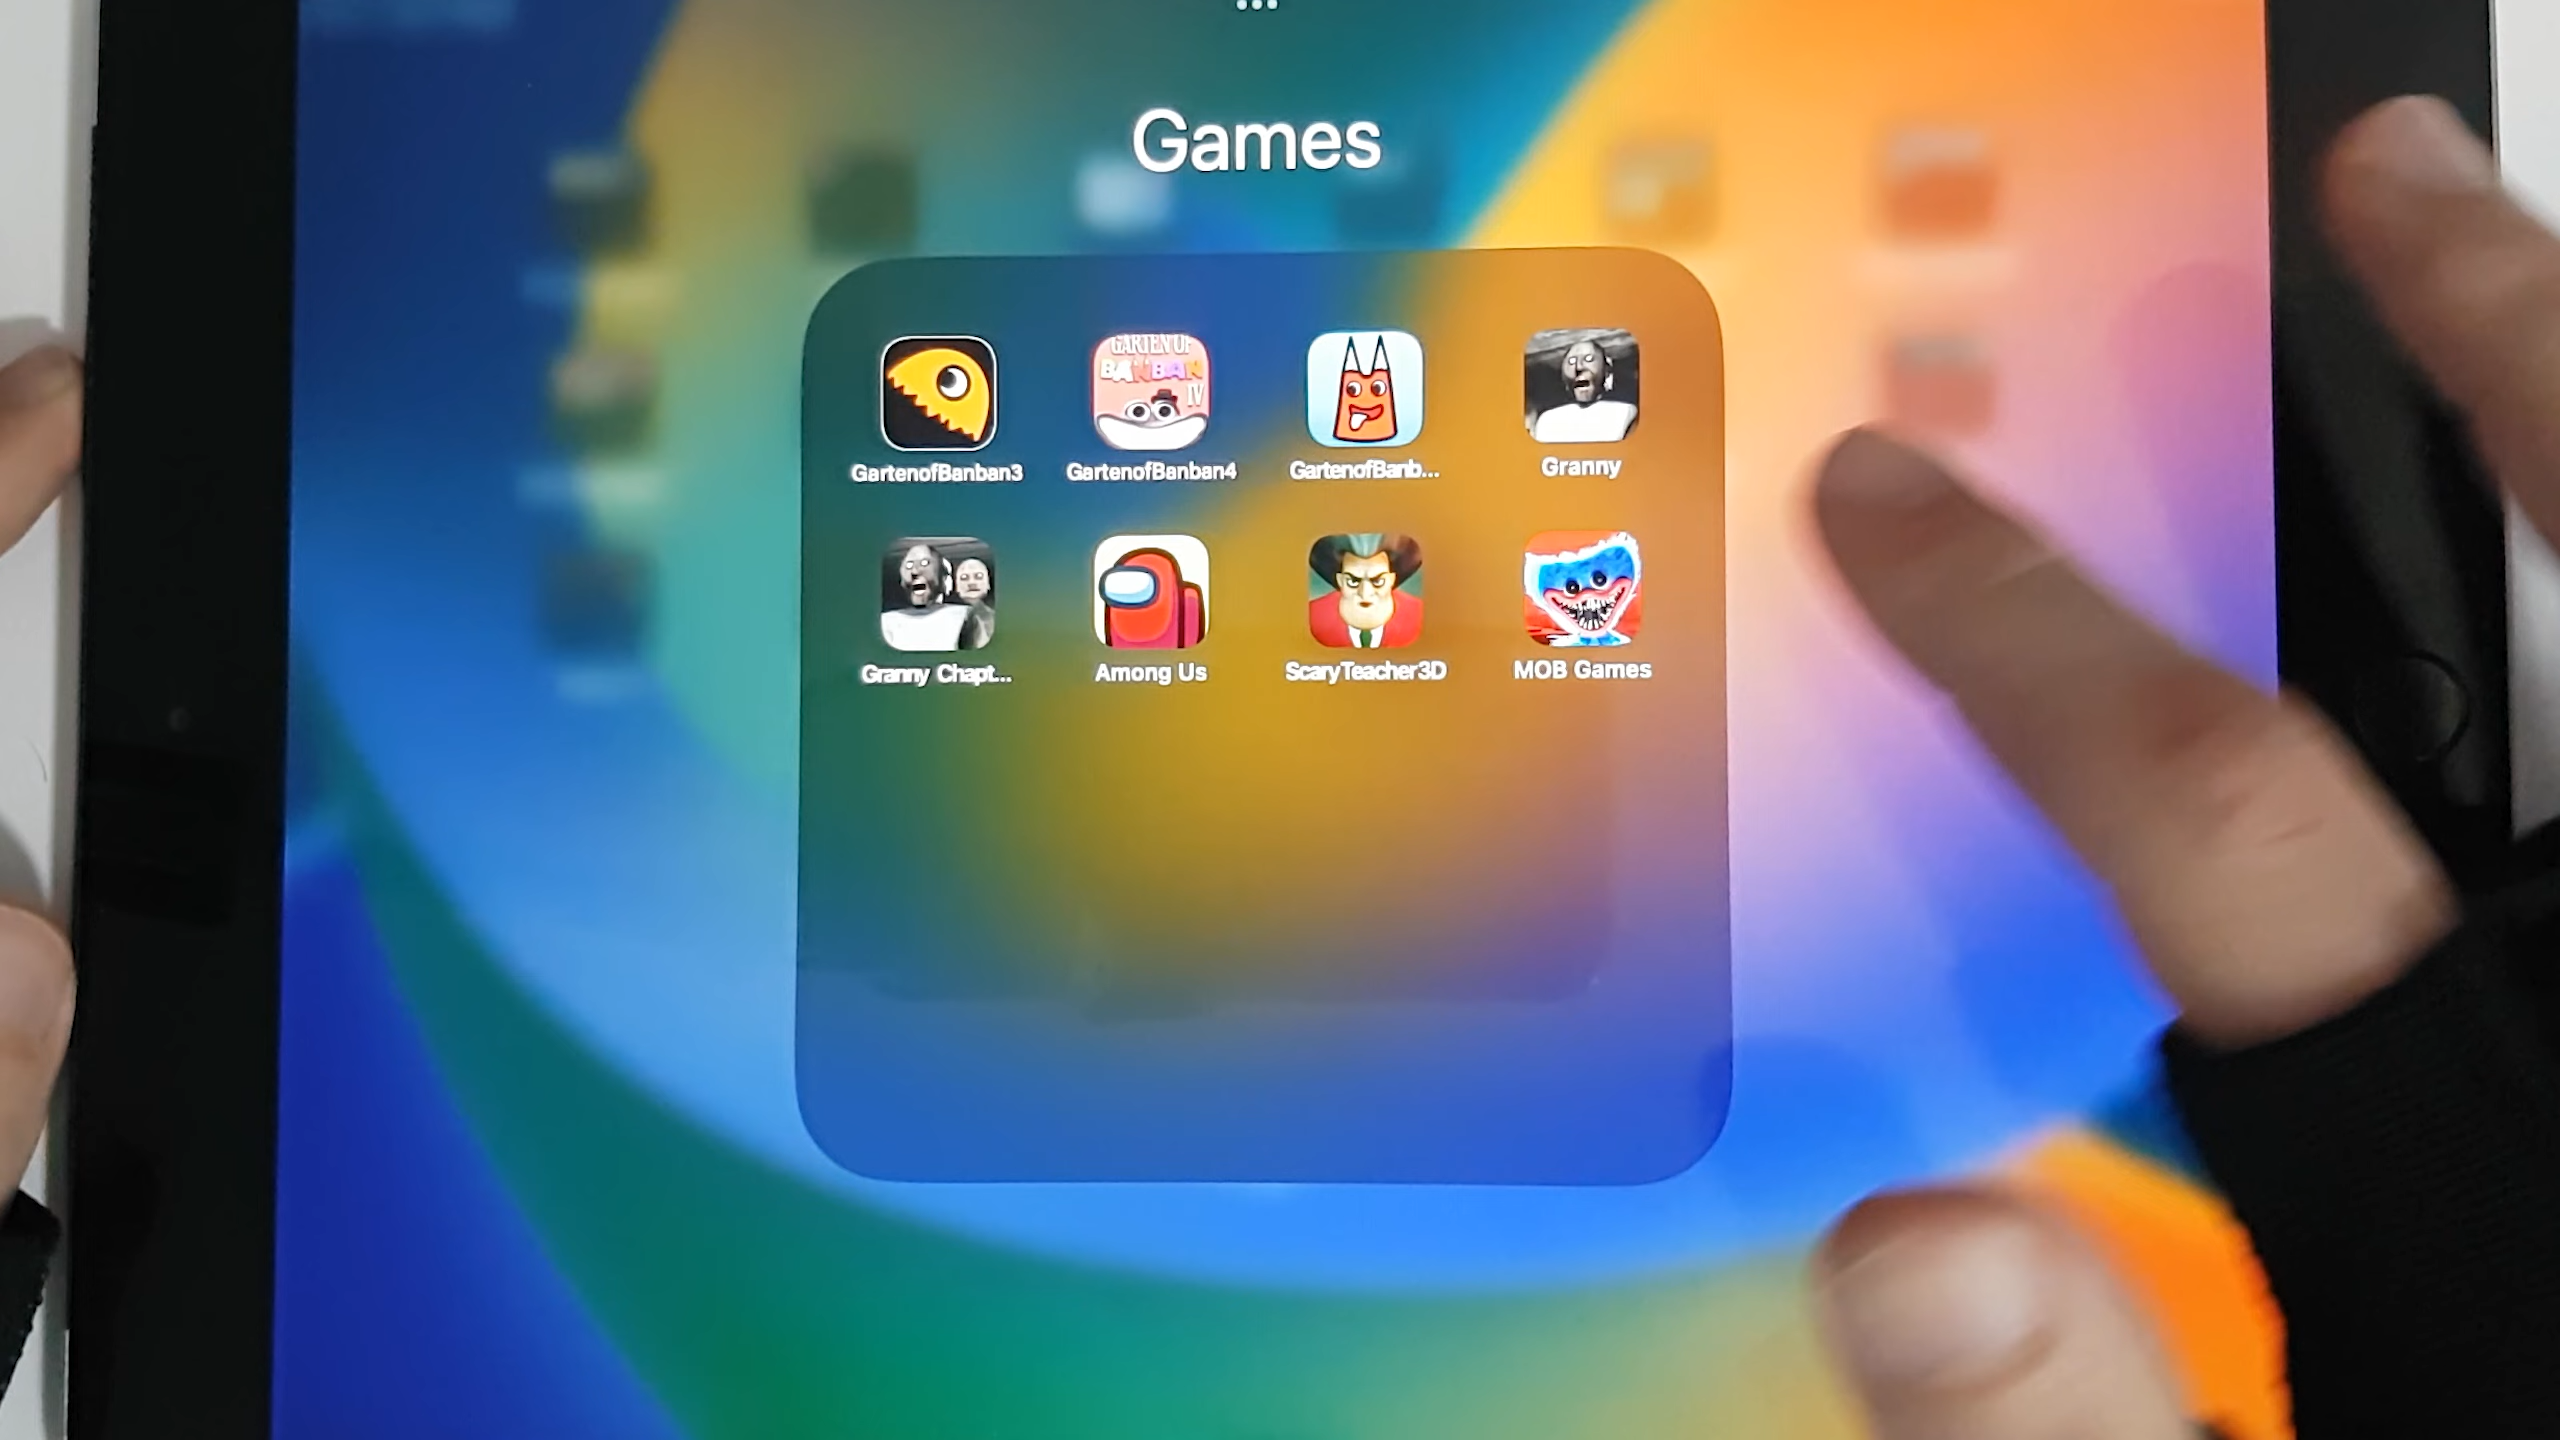 Games
GARTEN OF
BANBAN
IV
GartenofBanban3
GartenofBanban4
GartenofBanb...
Granny
Granny Chapt...
Among Us
ScaryTeacher3D
MOB Games